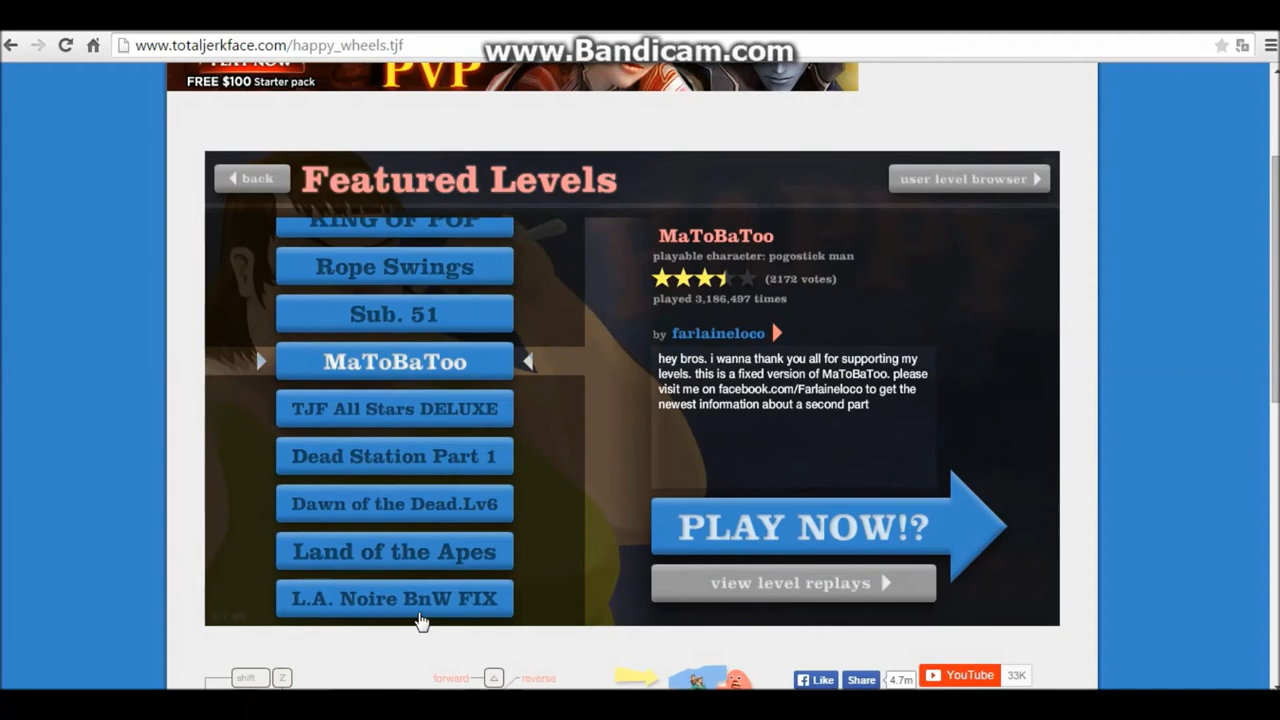 www.totaljerkface.com/happy_wheels.tjf
www.Bandicam.com
PVP
FREE $100 Starter pack
back
Featured Levels
user level browser
KING OF POP
Rope Swings
Sub. 51
MaToBaToo
TJF All Stars DELUXE
Dead Station Part 1
Dawn of the Dead.Lv6
Land of the Apes
L.A. Noire BnW FIX
MaToBaToo
playable character: pogostick man
(2172 votes)
played 3,186,497 times
by farlaineloco
hey bros. i wanna thank you all for supporting my
levels. this is a fixed version of MaToBaToo. please
visit me on facebook.com/Farlaineloco to get the
newest information about a second part
PLAY NOW!?
view level replays
shift Z
forward
reverse
Like
Share
4.7m
YouTube
33K